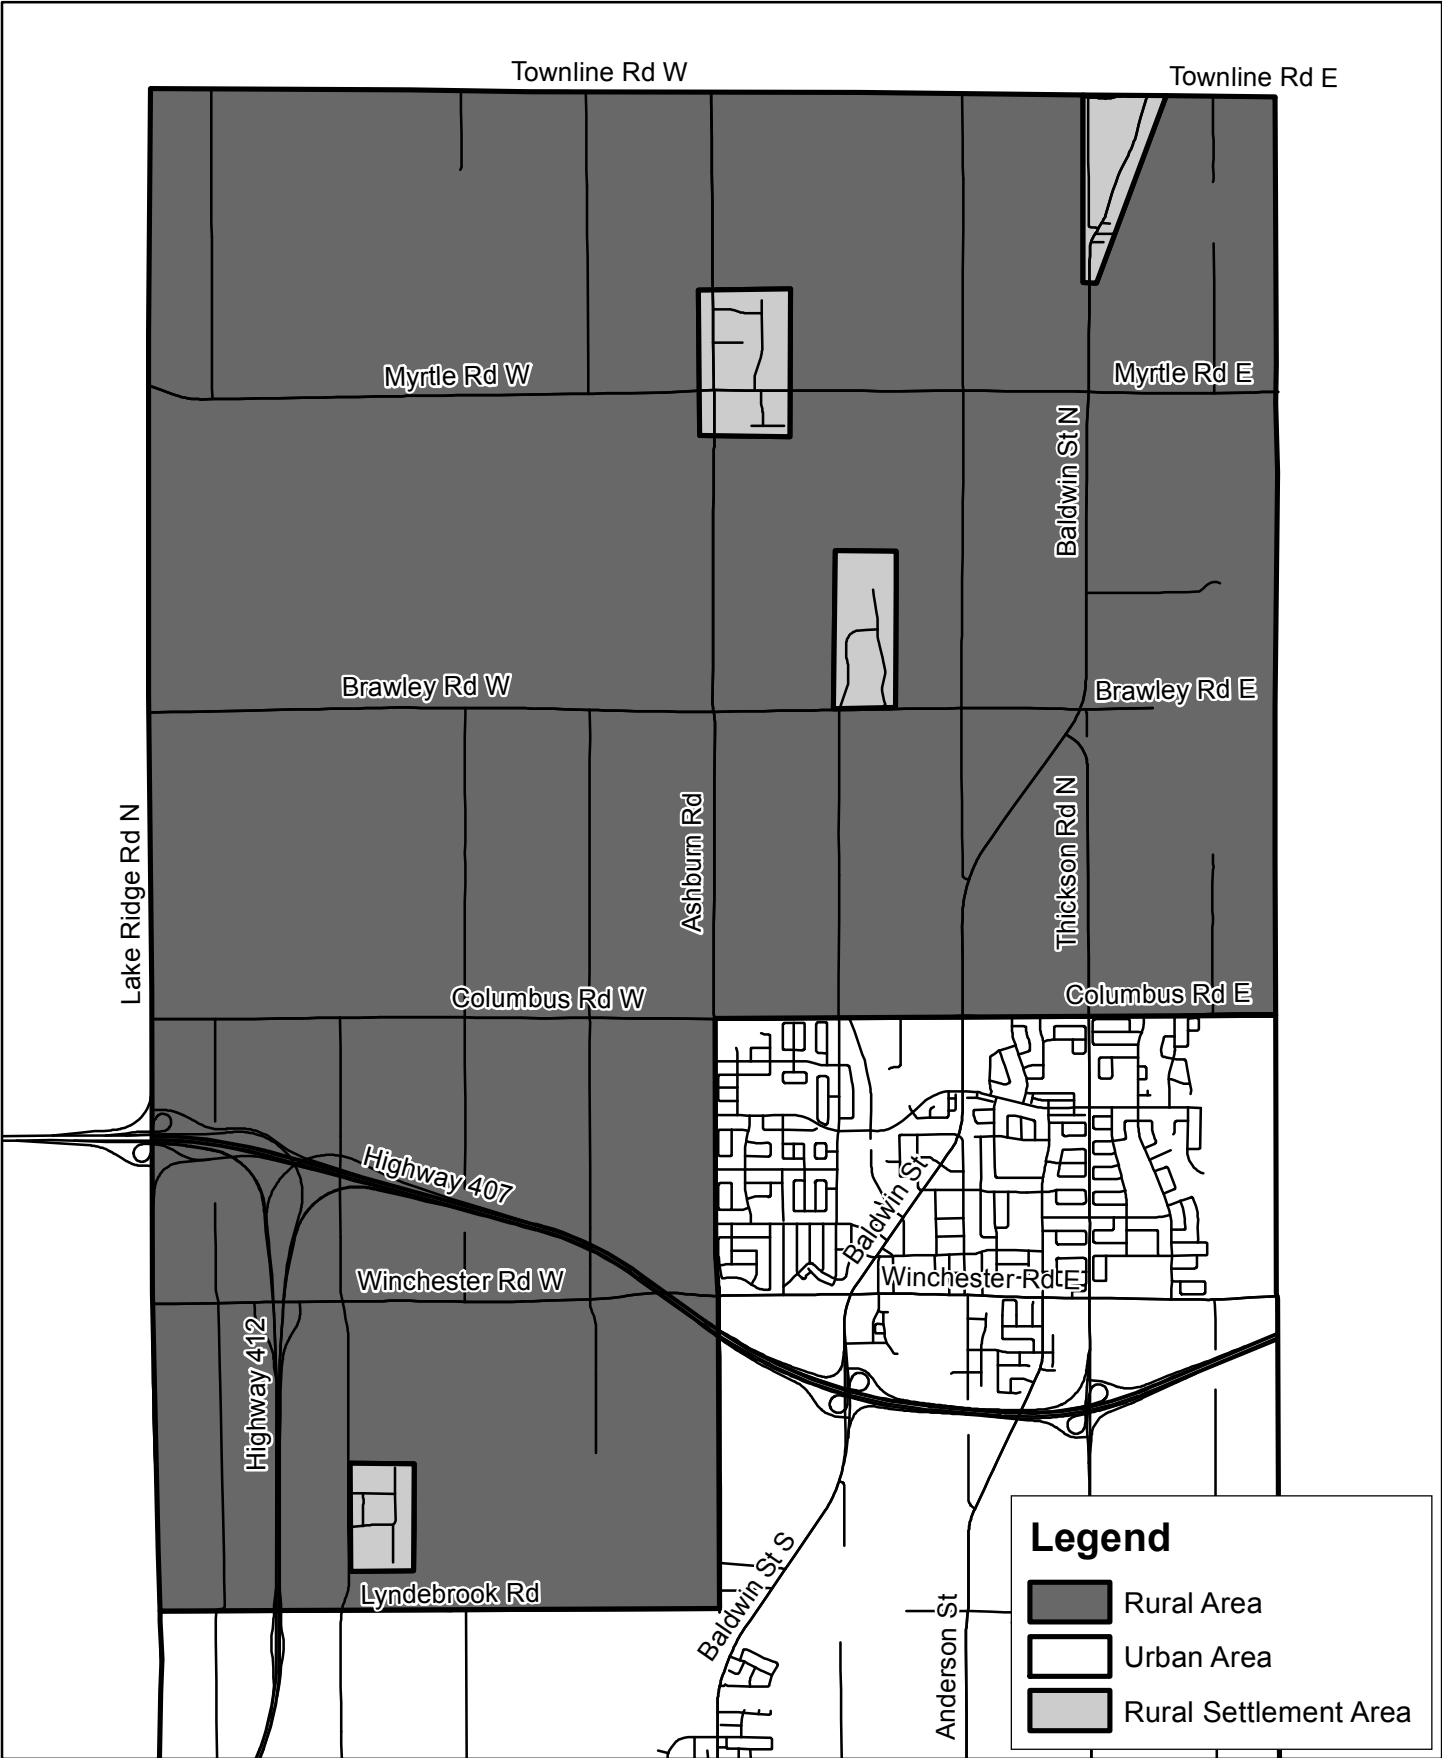 Townline Rd W
Townline Rd E
Myrtle Rd W
Myrtle Rd E
Baldwin St N
Brawley Rd W
Brawley Rd E
Lake Ridge Rd N
Ashburn Rd
Thickson Rd N
Columbus Rd W
Columbus Rd E
Highway 407
Baldwin St
Winchester Rd W
Winchester Rd E
Highway 412
Lyndebrook Rd
Baldwin St S
Anderson St
Legend
Rural Area
Urban Area
Rural Settlement Area